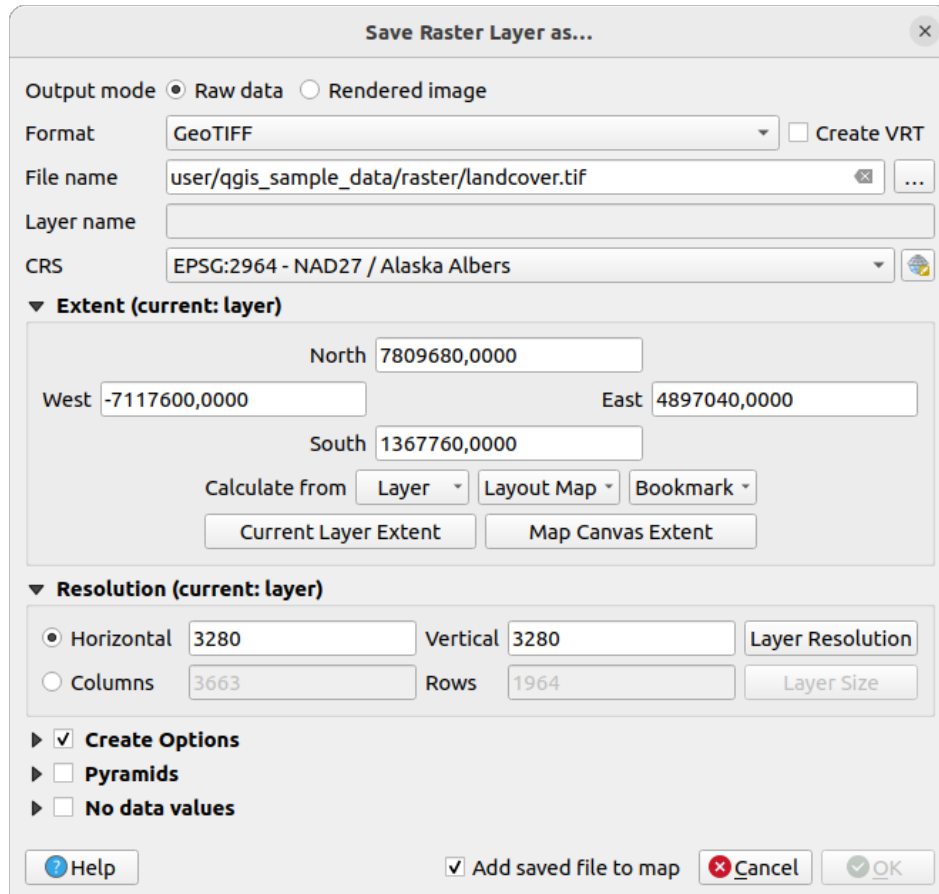 Save Raster Layer as...
Output mode Raw data Rendered image
Format GeoTIFF Create VRT
File name user/qgis_sample_data/raster/landcover.tif ...
Layer name
CRS EPSG:2964 - NAD27 / Alaska Albers
Extent (current: layer)
North 7809680,0000
West -7117600,0000 East 4897040,0000
South 1367760,0000
Calculate from Layer Layout Map Bookmark
Current Layer Extent Map Canvas Extent
Resolution (current: layer)
Horizontal 3280 Vertical 3280 Layer Resolution
Columns 3663 Rows 1964 Layer Size
Create Options
Pyramids
No data values
Help Add saved file to map Cancel OK